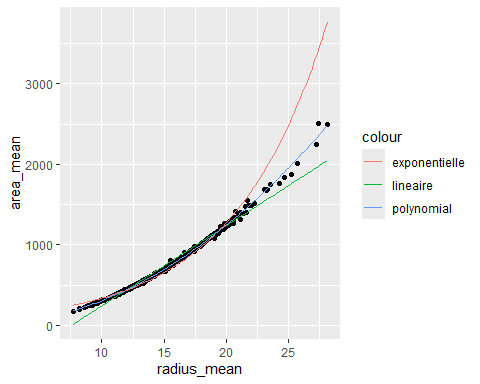 3000
2000
1000
0
area_mean
10
15
20
25
radius_mean
colour
exponentielle
lineaire
polynomial